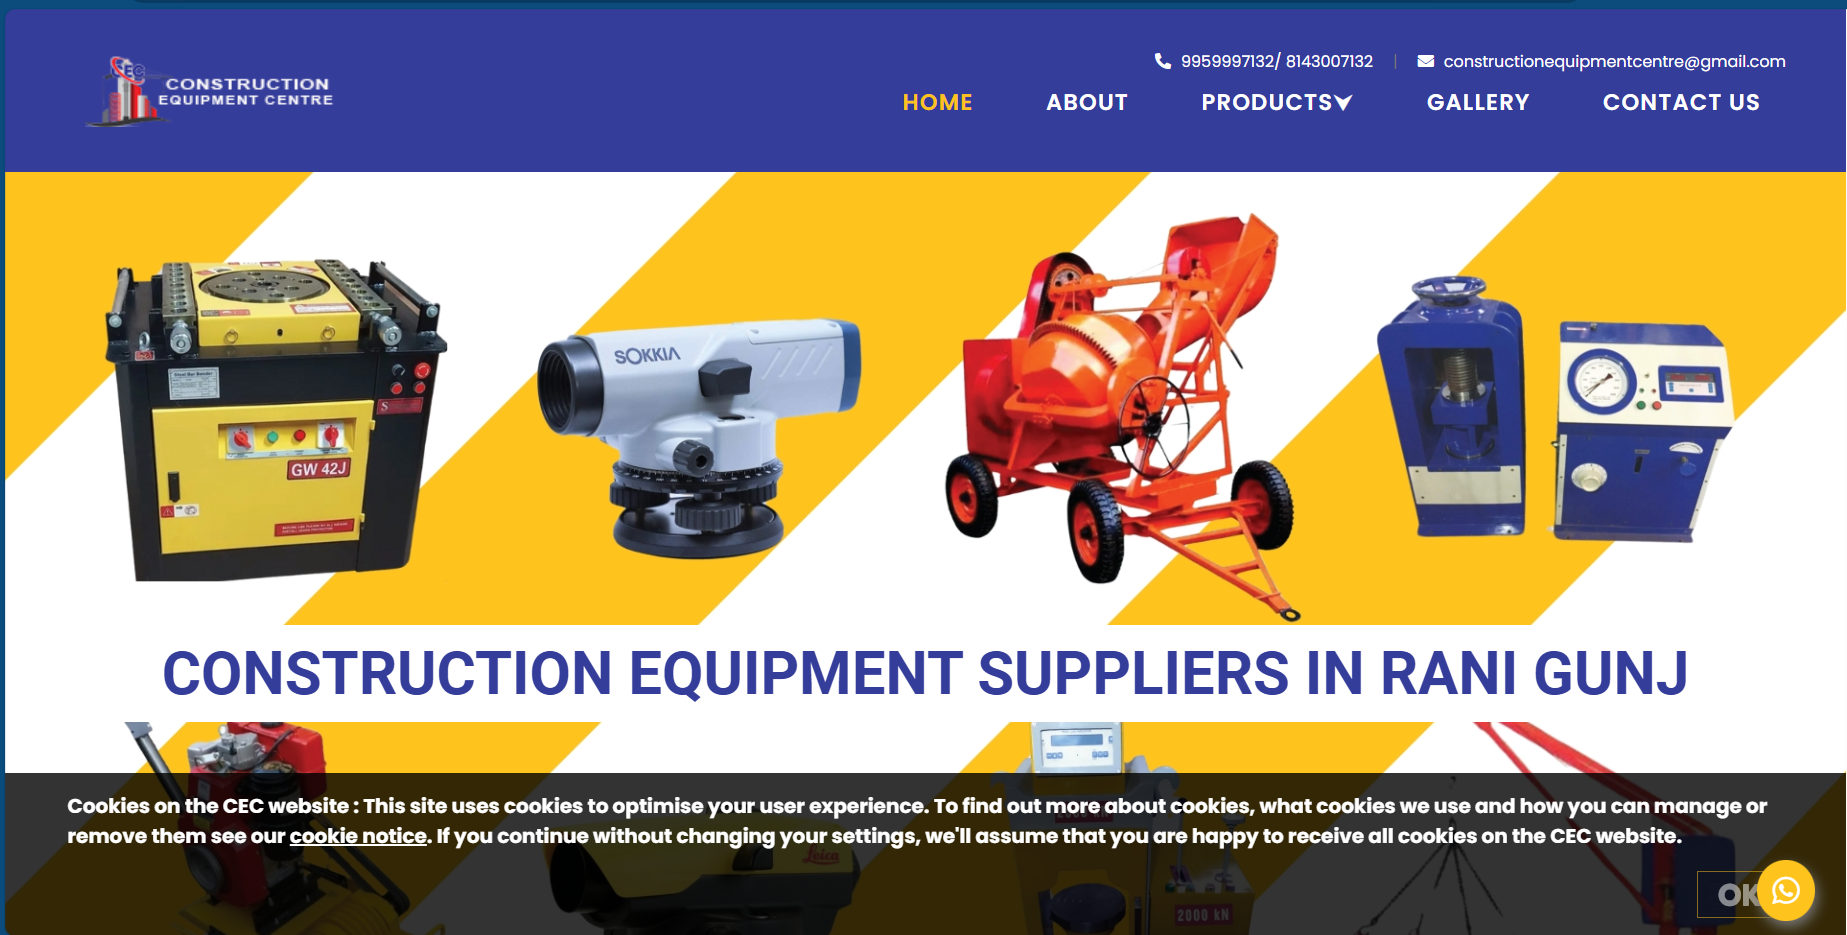 9959997132/ 8143007132 | constructionequipmentcentre@gmail.com
CEC
CONSTRUCTION
EQUIPMENT CENTRE
HOME ABOUT PRODUCTS GALLERY CONTACT US
SOKKIA
Steel Bar Bender
GW 42J
CONSTRUCTION EQUIPMENT SUPPLIERS IN RANI GUNJ
Cookies on the CEC website : This site uses cookies to optimise your user experience. To find out more about cookies, what cookies we use and how you can manage or
remove them see our cookie notice. If you continue without changing your settings, we'll assume that you are happy to receive all cookies on the CEC website.
Leica
2000 kN
OK